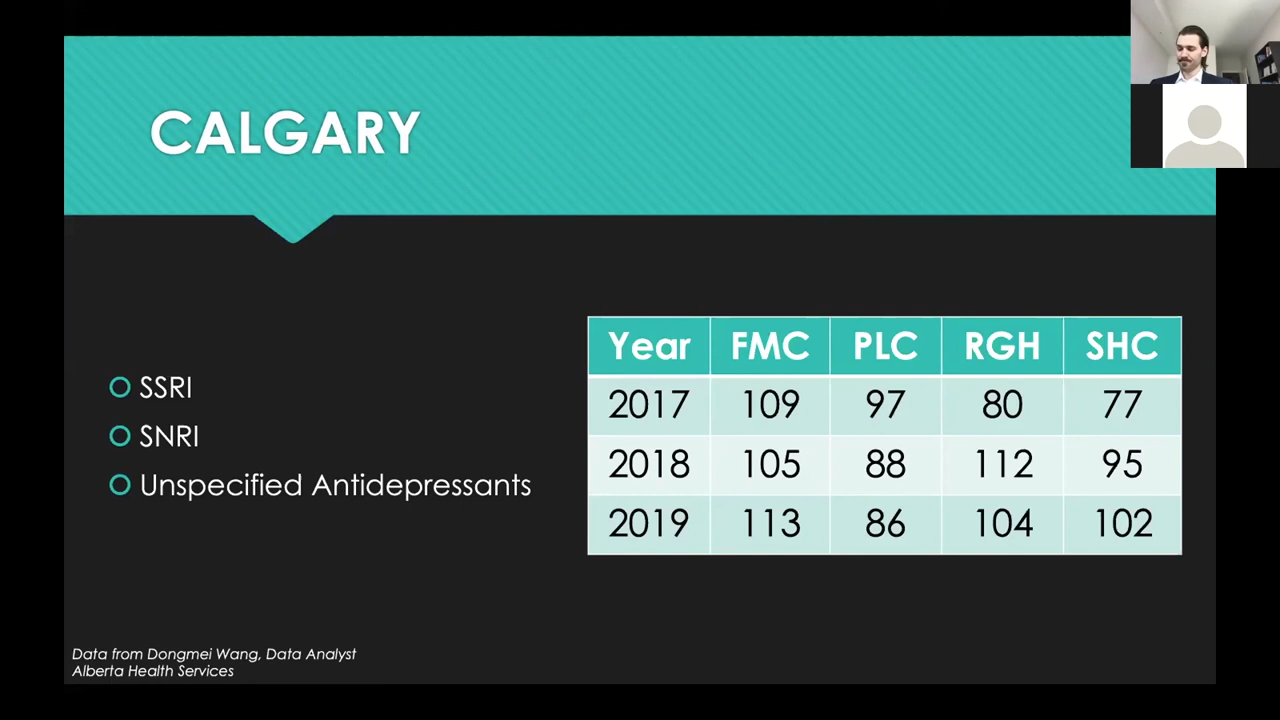 CALGARY
SSRI
SNRI
Unspecified Antidepressants
Year FMC PLC RGH SHC
2017 109 97 80 77
2018 105 88 112 95
2019 113 86 104 102
Data from Dongmei Wang, Data Analyst
Alberta Health Services